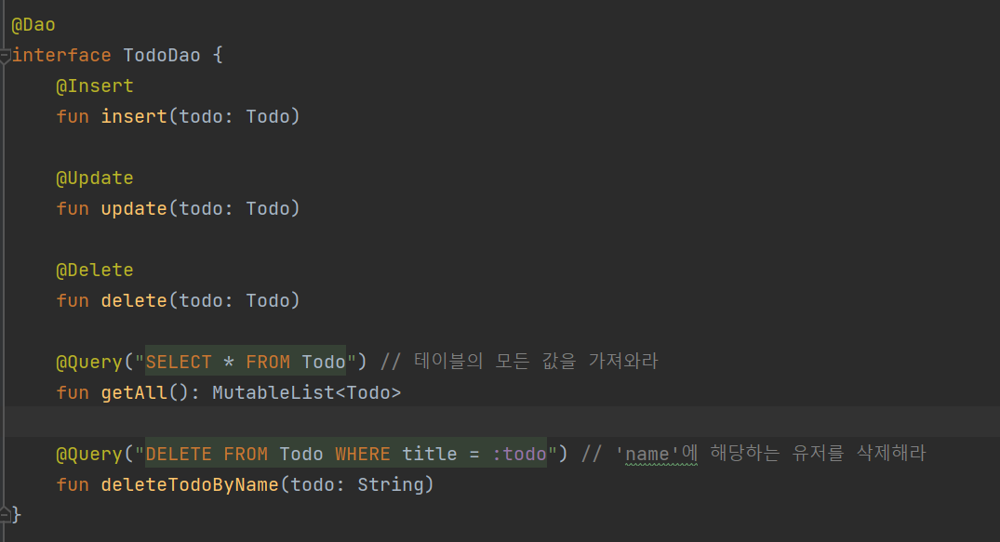 @Dao
interface TodoDao {
@Insert
fun insert(todo: Todo)
@Update
fun update(todo: Todo)
@Delete
fun delete(todo: Todo)
@Query("SELECT * FROM Todo") // 테이블의 모든 값을 가져와라
fun getAll(): MutableList<Todo>
@Query("DELETE FROM Todo WHERE title = :todo") // 'name'에 해당하는 유저를 삭제해라
fun deleteTodoByName(todo: String)
}